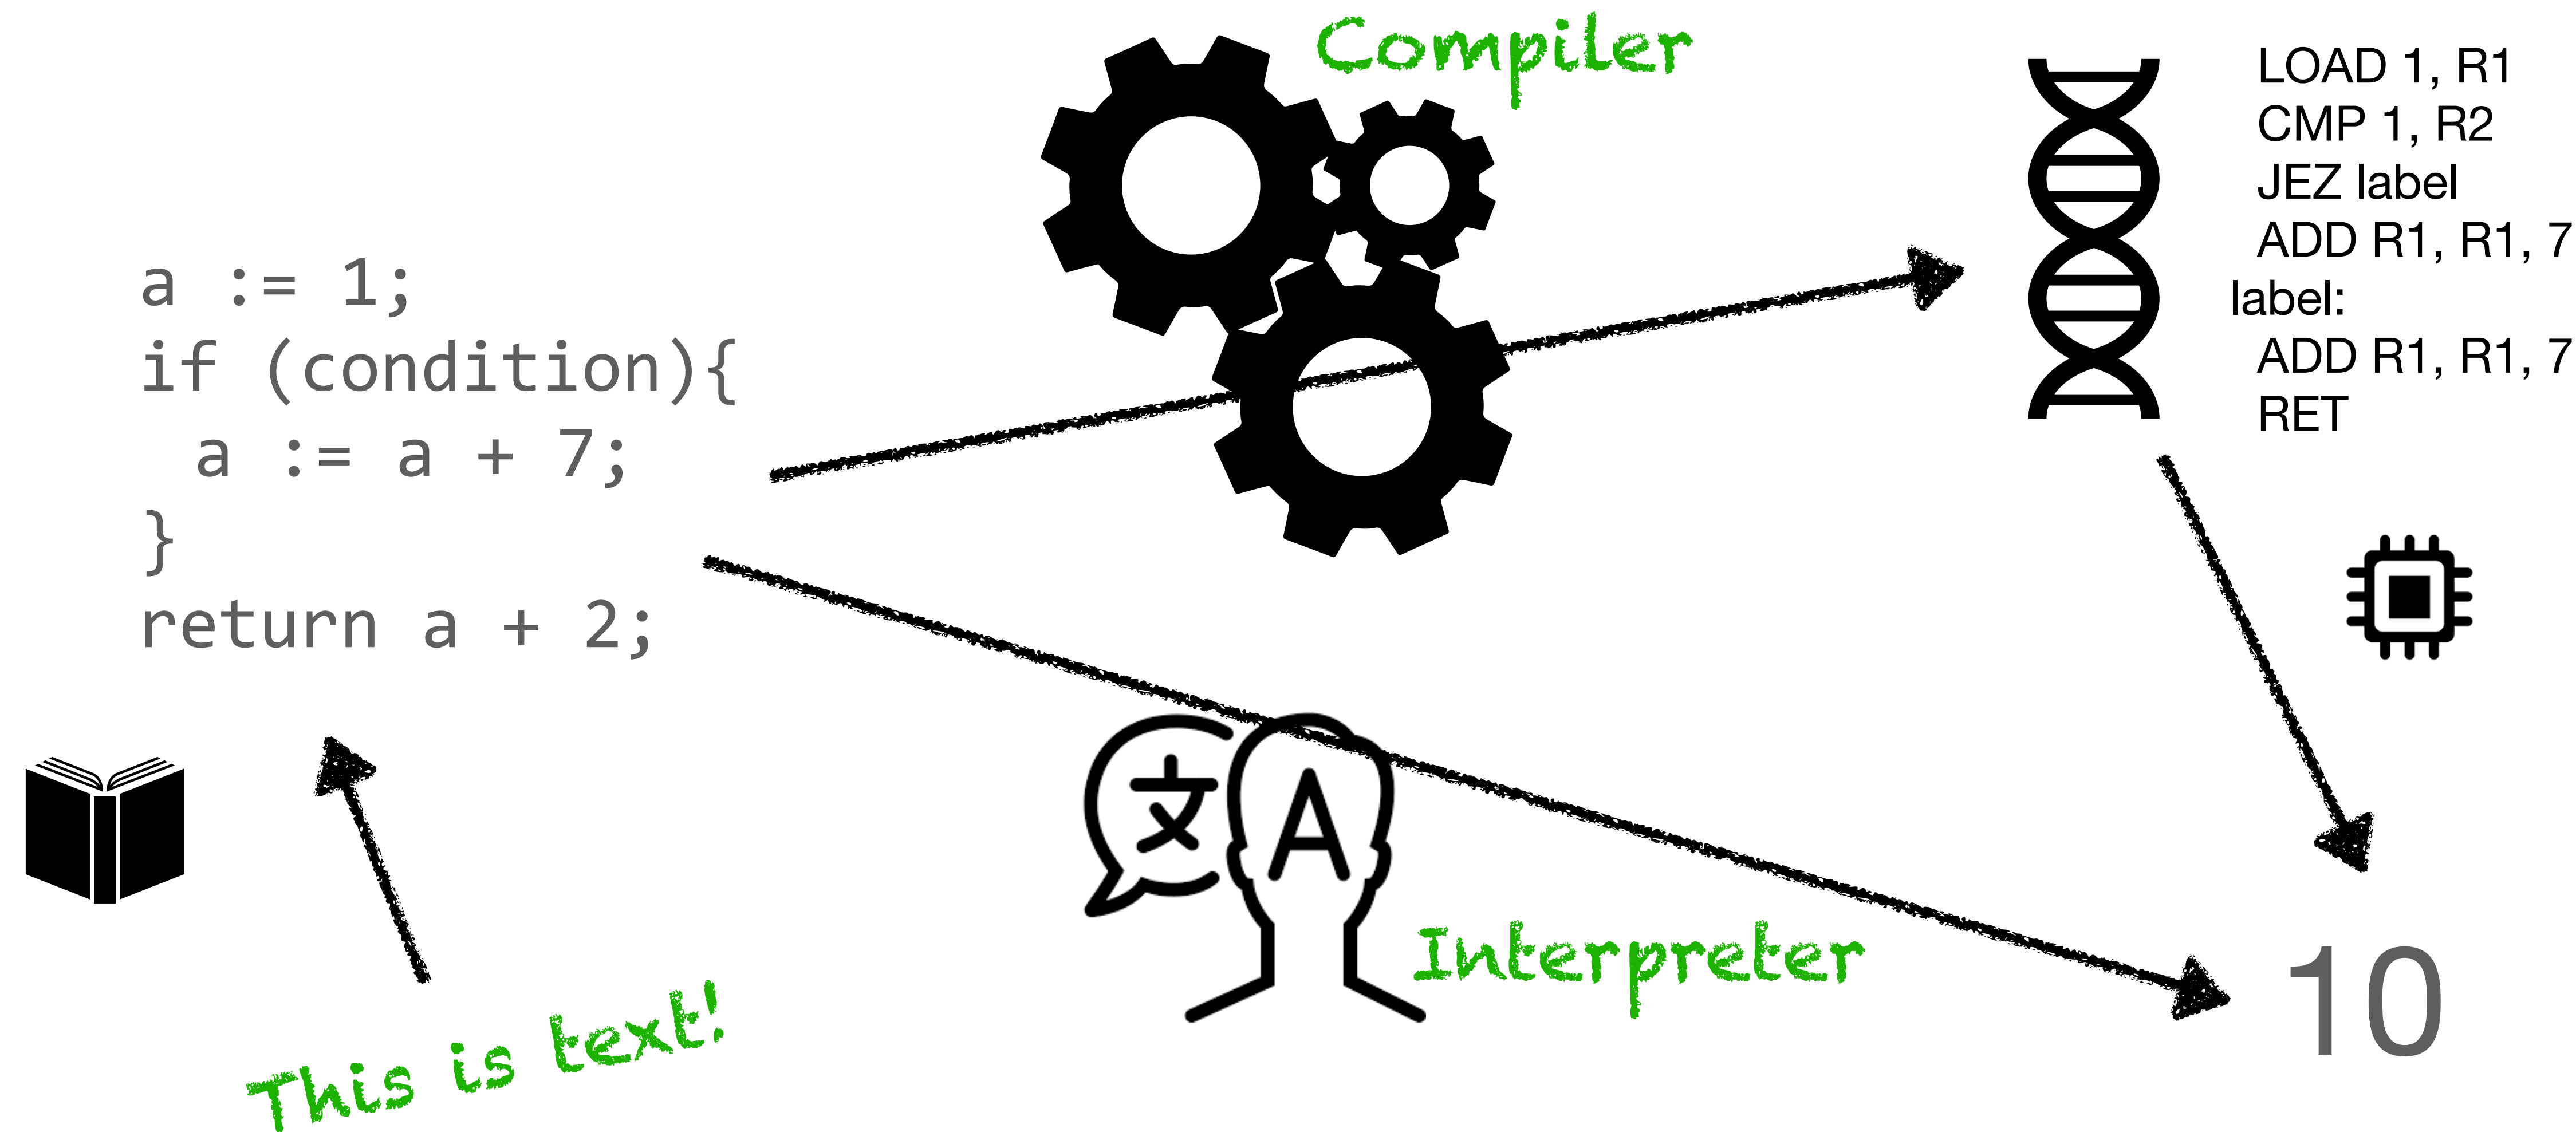 Compiler
a := 1;
if (condition){
 a := a + 7;
}
return a + 2;
LOAD 1, R1
CMP 1, R2
JEZ label
ADD R1, R1, 7
label:
ADD R1, R1, 7
RET
文
A
Interpreter
10
This is text!